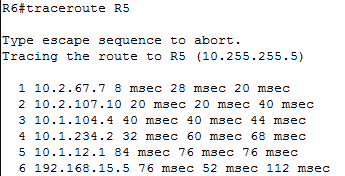 R6#traceroute R5
Type escape sequence to abort.
Tracing the route to R5 (10.255.255.5)
1 10.2.67.7 8 msec 28 msec 20 msec
2 10.2.107.10 20 msec 20 msec 40 msec
3 10.1.104.4 40 msec 40 msec 44 msec
4 10.1.234.2 32 msec 60 msec 68 msec
5 10.1.12.1 84 msec 76 msec 76 msec
6 192.168.15.5 76 msec 52 msec 112 msec